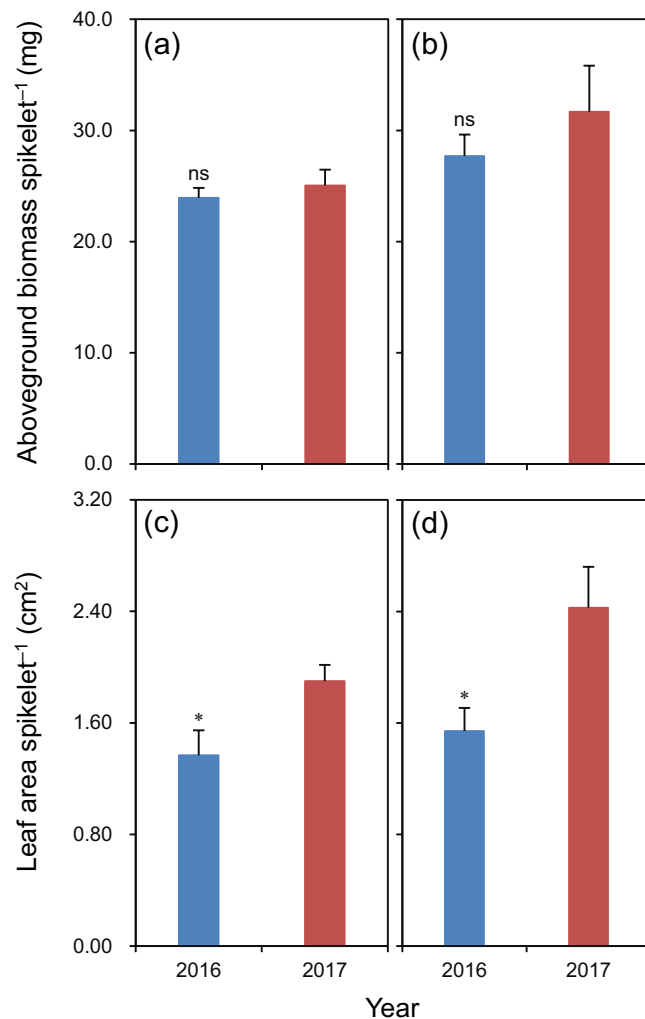 Aboveground biomass spikelet⁻¹ (mg)
40.0
30.0
20.0
10.0
0.0
(a)
ns
(b)
ns
Leaf area spikelet⁻¹ (cm²)
3.20
2.40
1.60
0.80
0.00
(c)
*
(d)
*
2016 2017 2016 2017
Year